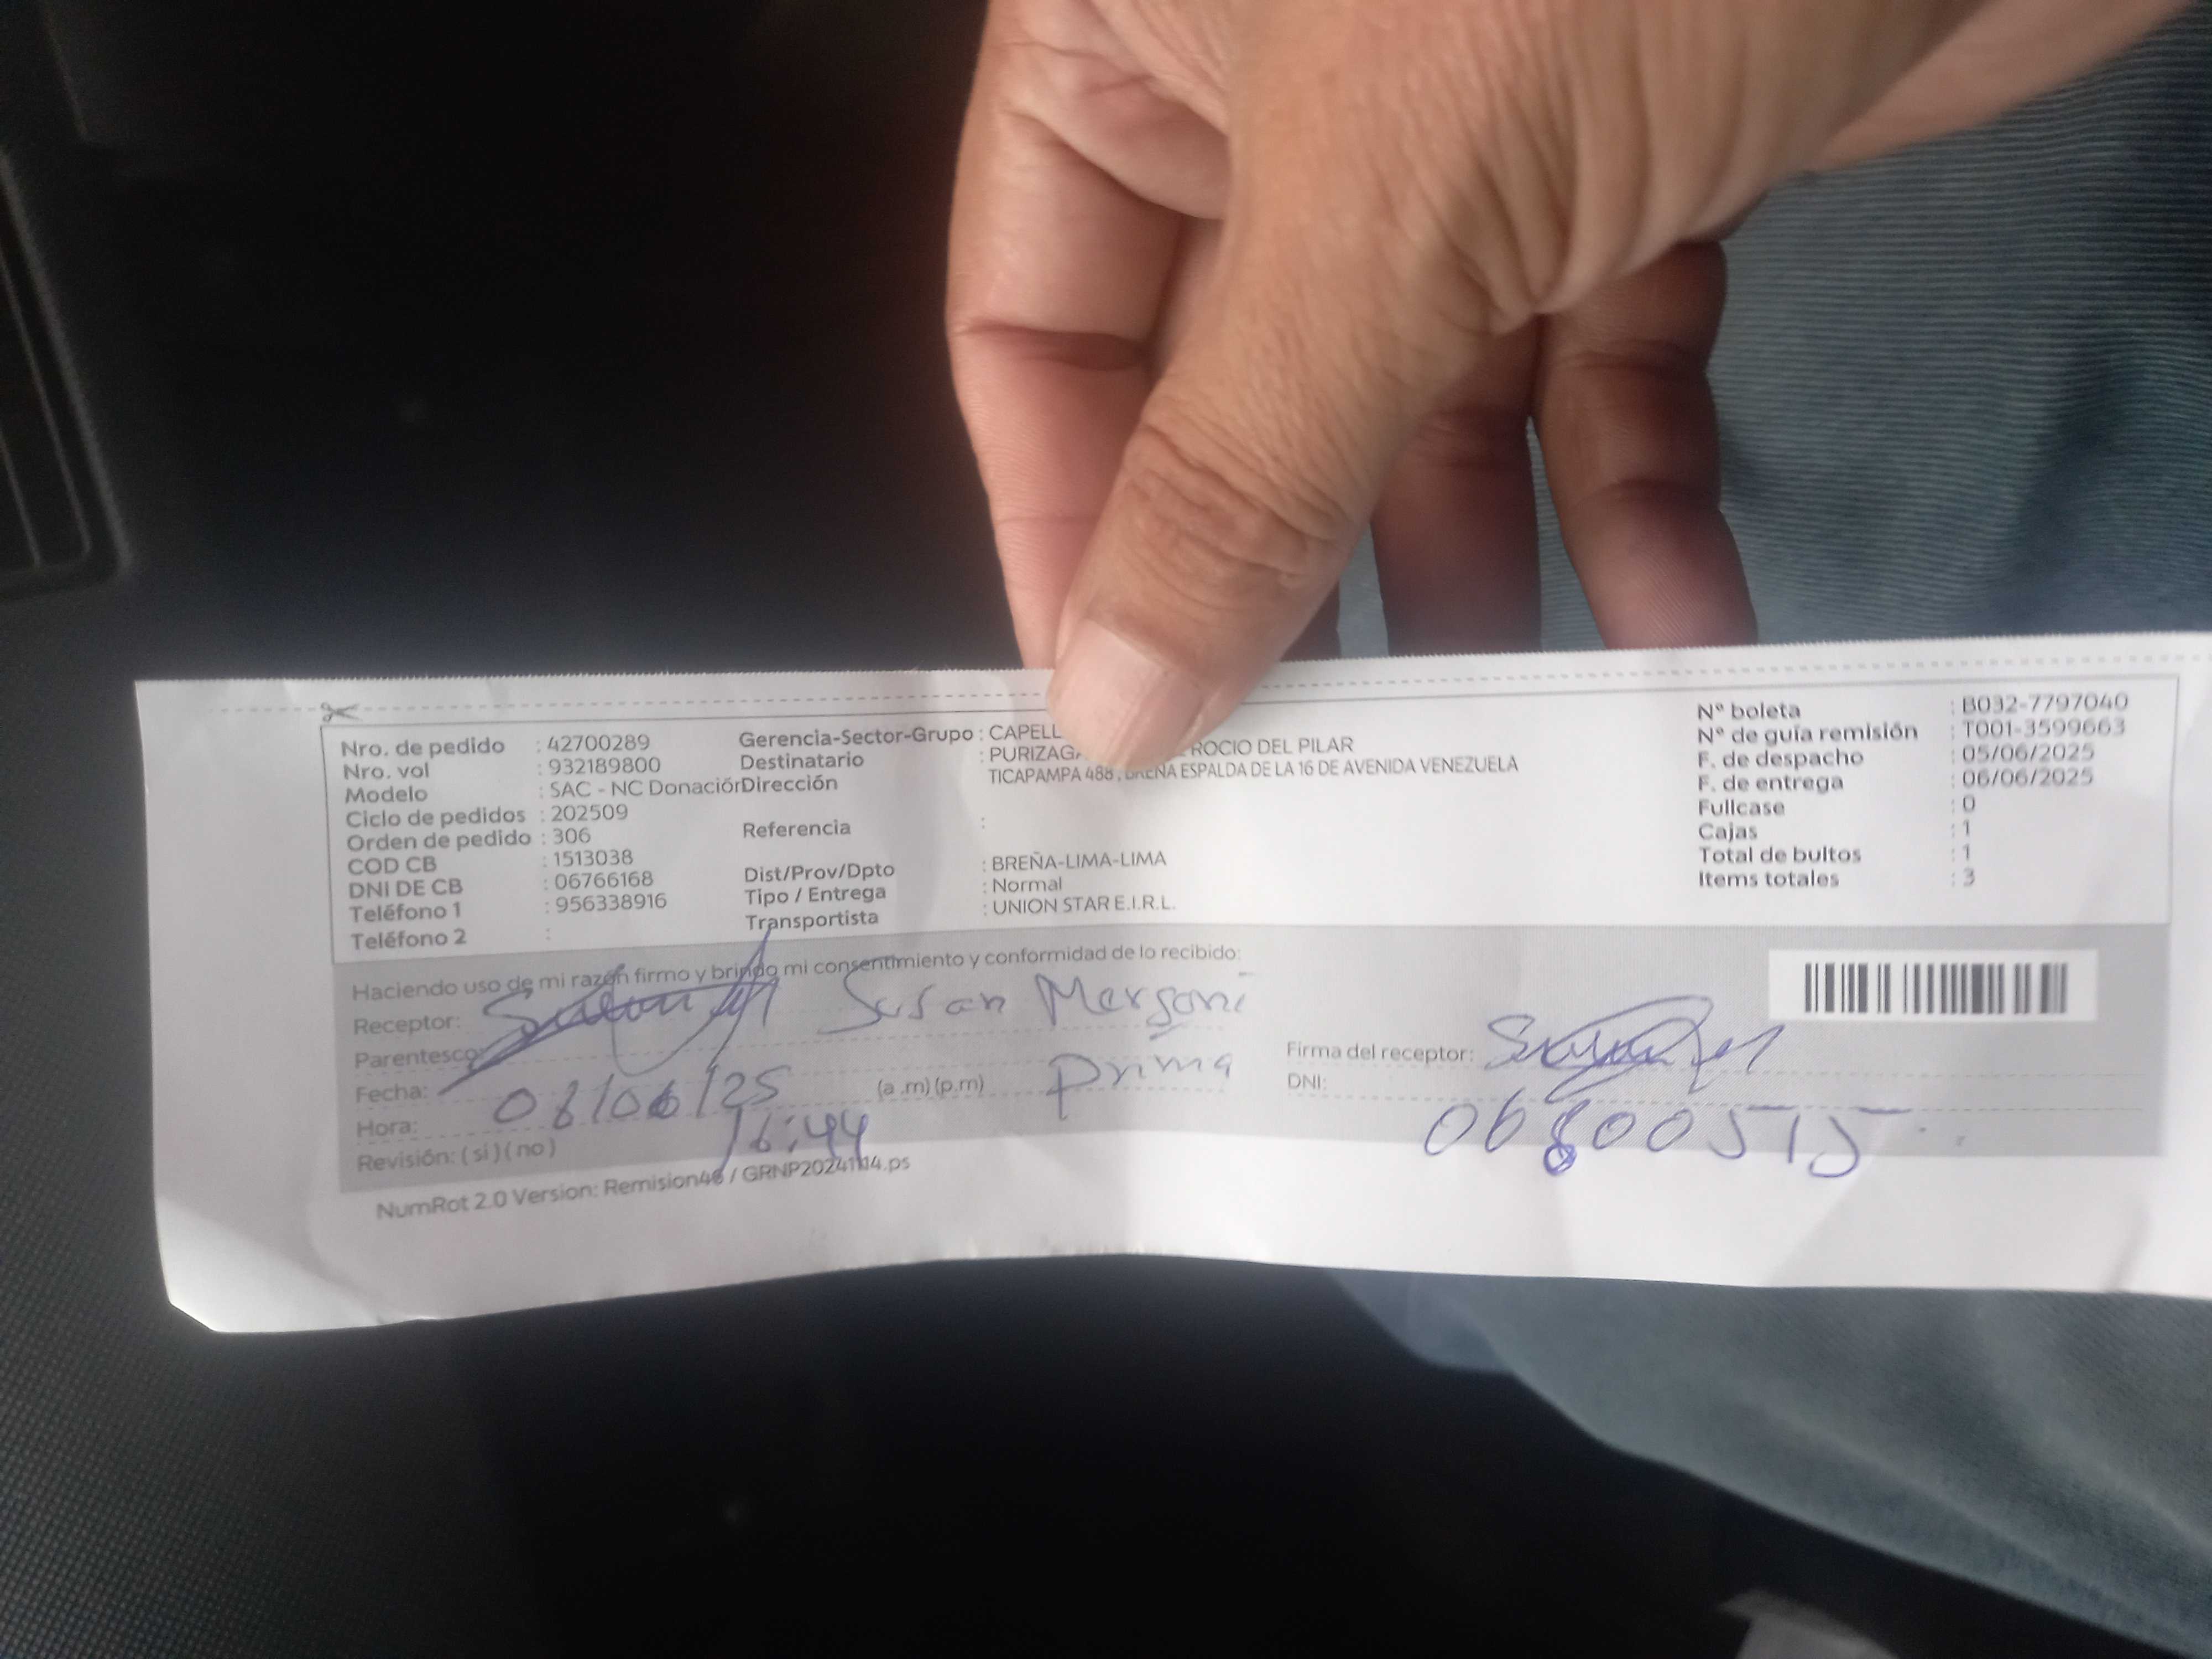 Nro. de pedido : 42700289
Nro. vol : 932189800
Modelo : SAC - NC Donación
Ciclo de pedidos : 202509
Orden de pedido : 306
COD CB : 1513038
DNI DE CB : 06766168
Teléfono 1 : 956338916
Teléfono 2 :
Gerencia-Sector-Grupo : CAPELL
Destinatario : PURIZAG ROCIO DEL PILAR
Dirección TICAPAMPA 488 , BREÑA ESPALDA DE LA 16 DE AVENIDA VENEZUELA
Referencia :
Dist/Prov/Dpto : BREÑA-LIMA-LIMA
Tipo / Entrega : Normal
Transportista : UNION STAR E.I.R.L.
Nº boleta : B032-7797040
Nº de guía remisión : T001-3599663
F. de despacho : 05/06/2025
F. de entrega : 06/06/2025
Fullcase : 0
Cajas : 1
Total de bultos : 1
Items totales : 3
Haciendo uso de mi razón firmo y brindo mi consentimiento y conformidad de lo recibido:
Receptor: Susan
Parentesco: Prima
Fecha: /06/25 (a .m) (p.m)
Hora: 16:44
Revisión: ( si ) ( no )
Firma del receptor:
DNI: 06800515
NumRot 2.0 Version: Remision48 / GRNP20241114.ps